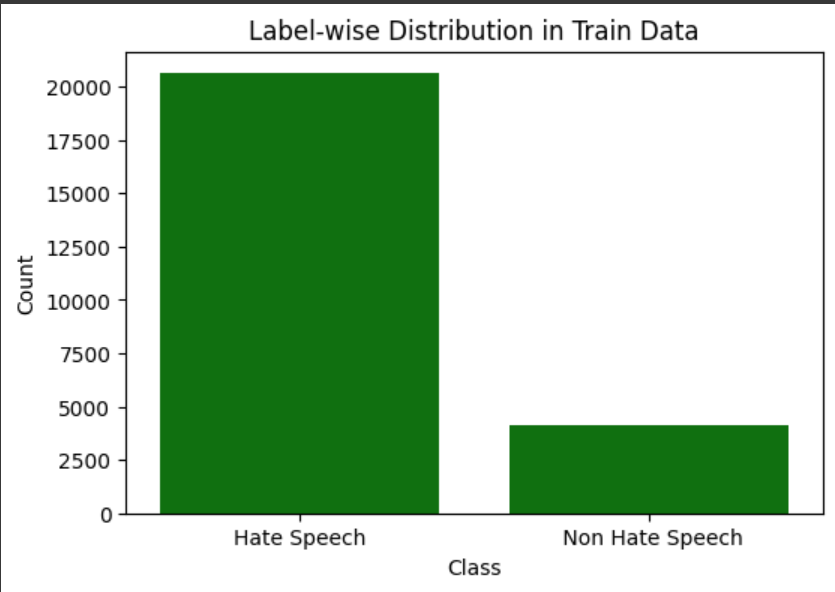 Label-wise Distribution in Train Data
20000
17500
15000
12500
10000
7500
5000
2500
0
Count
Hate Speech Non Hate Speech
Class